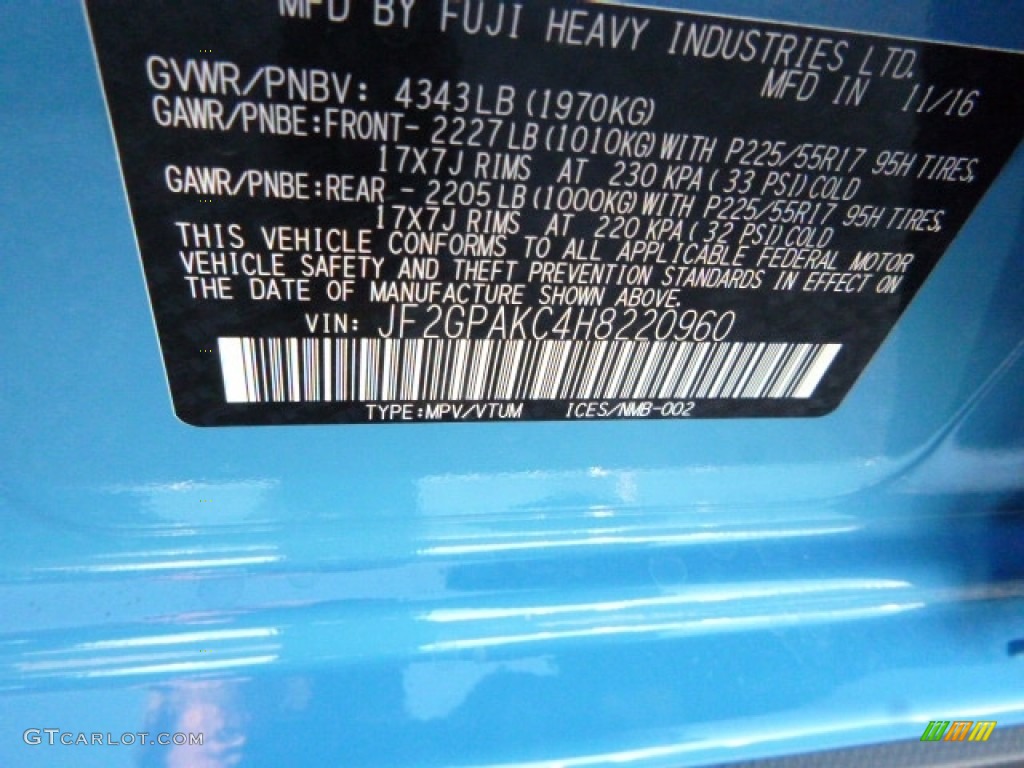 MFD BY FUJI HEAVY INDUSTRIES LTD.
MFD IN 11/16
GVWR/PNBV: 4343LB (1970KG)
GAWR/PNBE:FRONT- 2227LB (1010KG) WITH P225/55R17 95H TIRES,
17X7J RIMS AT 230 KPA ( 33 PSI) COLD
GAWR/PNBE:REAR - 2205LB (1000KG) WITH P225/55R17 95H TIRES,
17X7J RIMS AT 220 KPA ( 32 PSI) COLD
THIS VEHICLE CONFORMS TO ALL APPLICABLE FEDERAL MOTOR
VEHICLE SAFETY AND THEFT PREVENTION STANDARDS IN EFFECT ON
THE DATE OF MANUFACTURE SHOWN ABOVE.
VIN: JF2GPAKC4H8220960
TYPE:MPV/VTUM ICES/NMB-002
GTCARLOT.COM